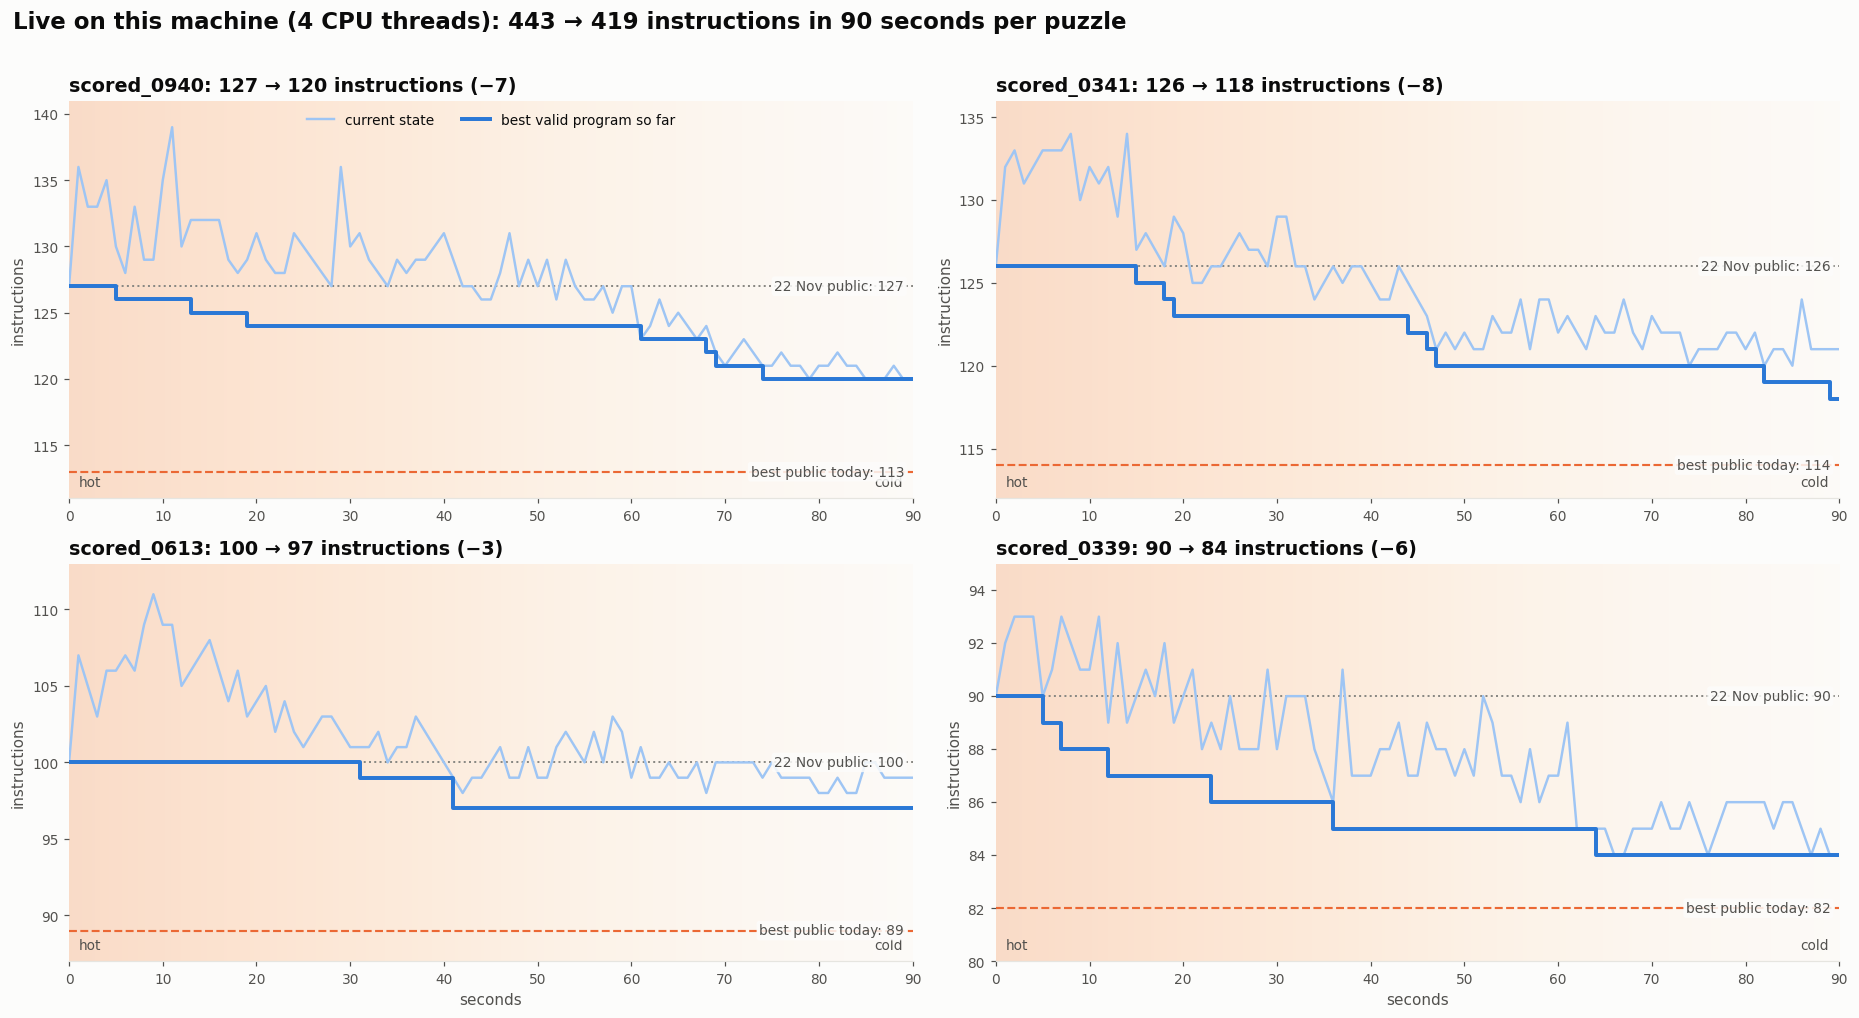 Live on this machine (4 CPU threads): 443 → 419 instructions in 90 seconds per puzzle
scored_0940: 127 → 120 instructions (−7)
current state
best valid program so far
140
135
130
125
120
115
instructions
22 Nov public: 127
best public today: 113
hot
cold
0 10 20 30 40 50 60 70 80 90
scored_0341: 126 → 118 instructions (−8)
135
130
125
120
115
instructions
22 Nov public: 126
best public today: 114
hot
cold
0 10 20 30 40 50 60 70 80 90
scored_0613: 100 → 97 instructions (−3)
110
105
100
95
90
instructions
22 Nov public: 100
best public today: 89
hot
cold
0 10 20 30 40 50 60 70 80 90
seconds
scored_0339: 90 → 84 instructions (−6)
94
92
90
88
86
84
82
80
instructions
22 Nov public: 90
best public today: 82
hot
cold
0 10 20 30 40 50 60 70 80 90
seconds